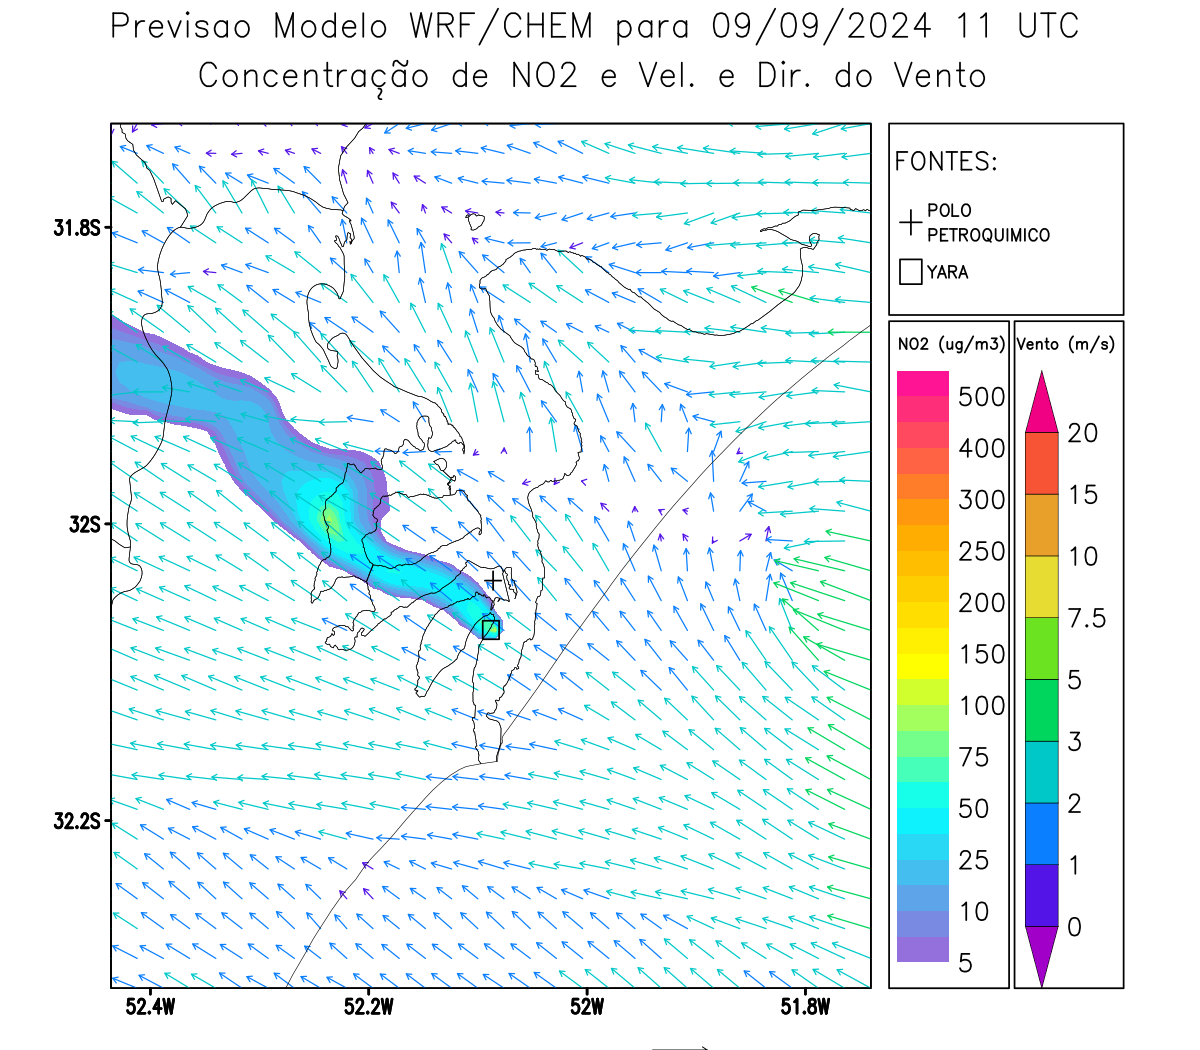 Previsao Modelo WRF/CHEM para 09/09/2024 11 UTC
Concentração de NO2 e Vel. e Dir. do Vento
FONTES:
POLO
PETROQUIMICO
YARA
NO2 (ug/m3)
500
400
300
250
200
150
100
75
50
25
10
5
Vento (m/s)
20
15
10
7.5
5
3
2
1
0
31.8S
32S
32.2S
52.4W
52.2W
52W
51.8W